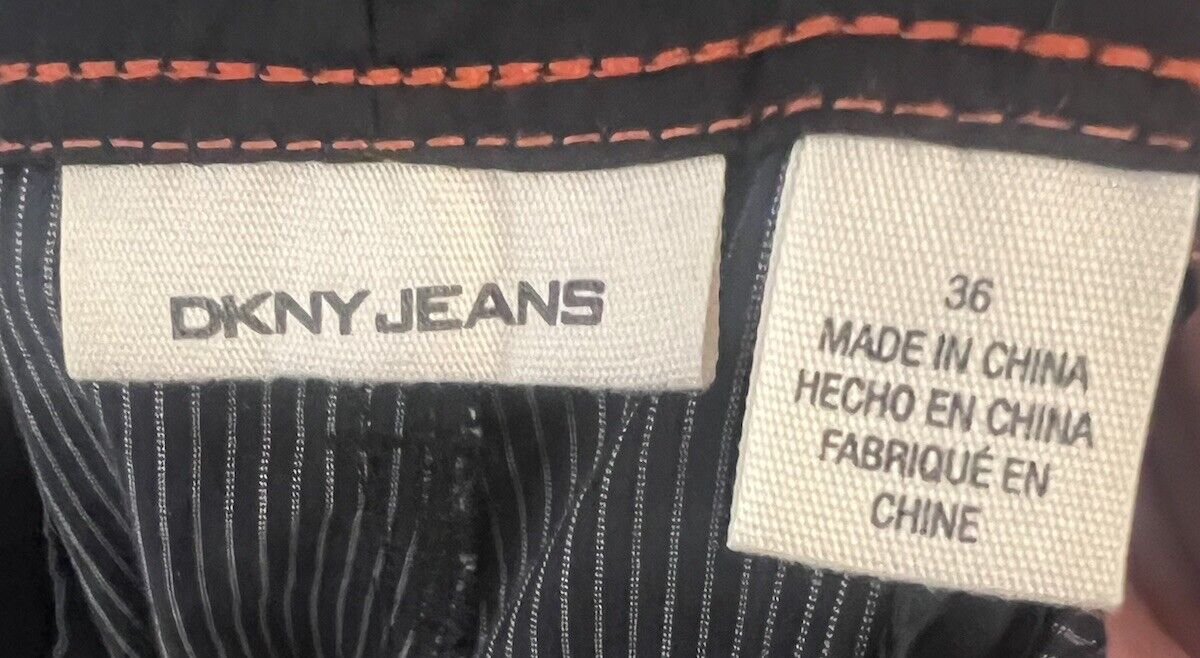 DKNY JEANS
36
MADE IN CHINA
HECHO EN CHINA
FABRIQUÉ EN
CHINE